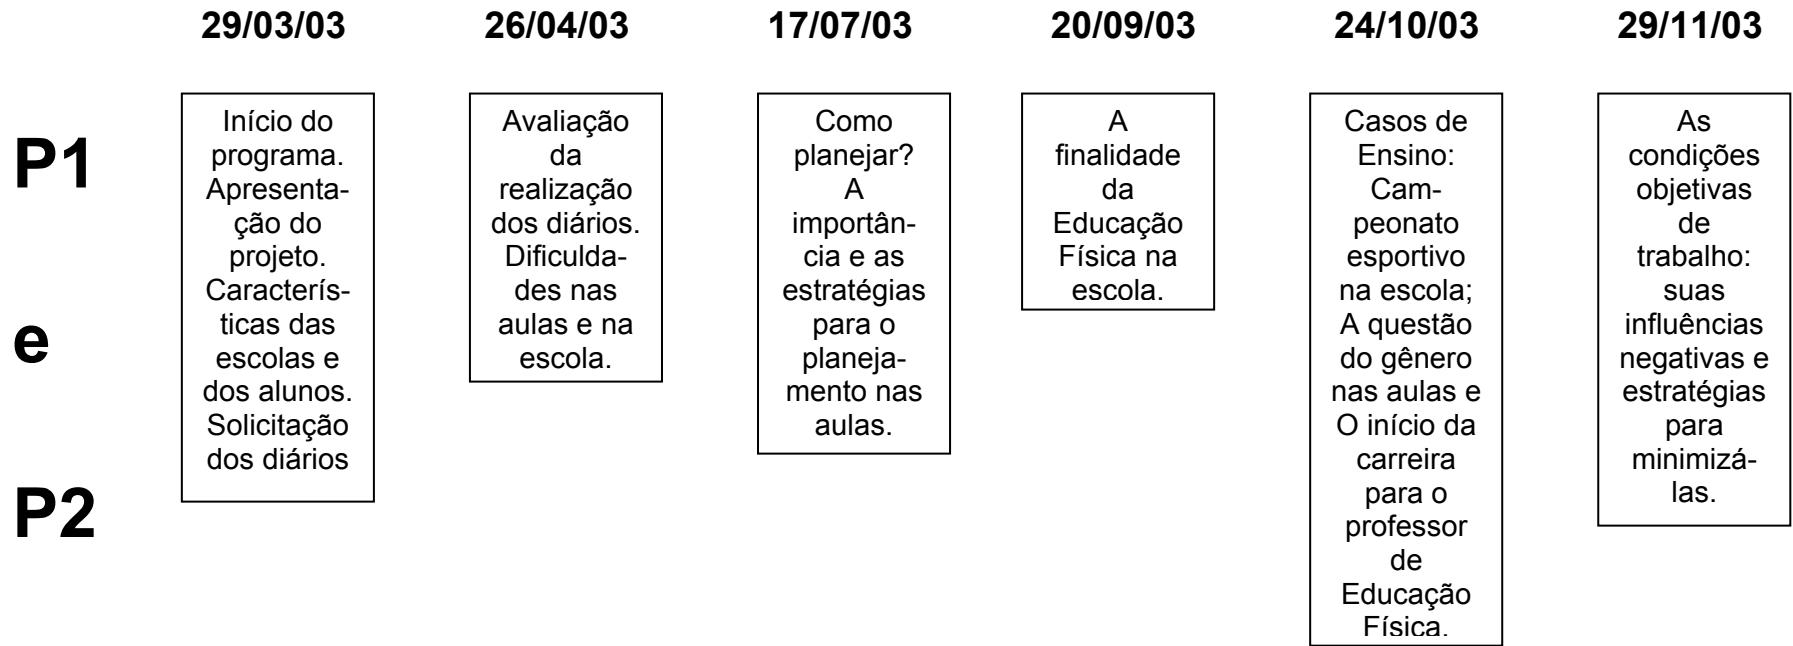 29/03/03 26/04/03 17/07/03 20/09/03 24/10/03 29/11/03
P1
e
P2
Início do
programa.
Apresenta-
ção do
projeto.
Caracterís-
ticas das
escolas e
dos alunos.
Solicitação
dos diários
Avaliação
da
realização
dos diários.
Dificulda-
des nas
aulas e na
escola.
Como
planejar?
A
importân-
cia e as
estratégias
para o
planeja-
mento nas
aulas.
A
finalidade
da
Educação
Física na
escola.
Casos de
Ensino:
Cam-
peonato
esportivo
na escola;
A questão
do gênero
nas aulas e
O início da
carreira
para o
professor
de
Educação
Física.
As
condições
objetivas
de
trabalho:
suas
influências
negativas e
estratégias
para
minimizá-
las.